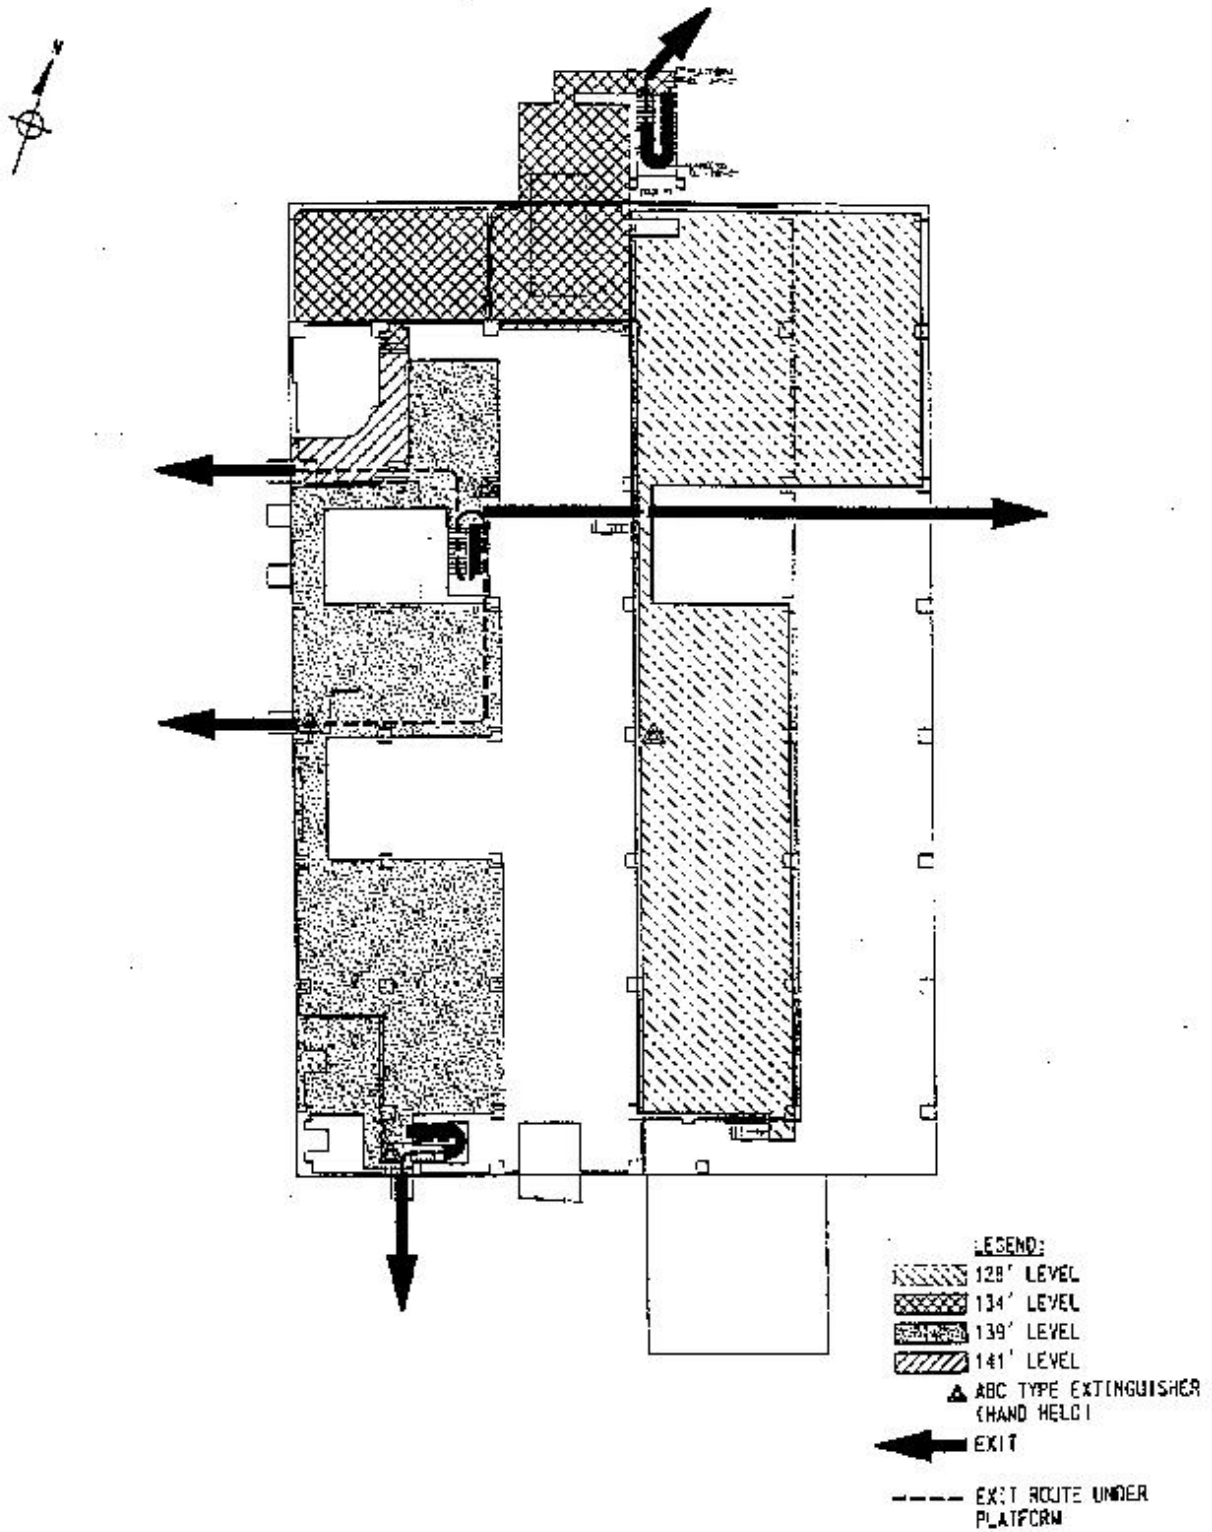 N
LEGEND:
128' LEVEL
134' LEVEL
139' LEVEL
141' LEVEL
ABC TYPE EXTINGUISHER
(HAND HELD)
EXIT
EXIT ROUTE UNDER
PLATFORM